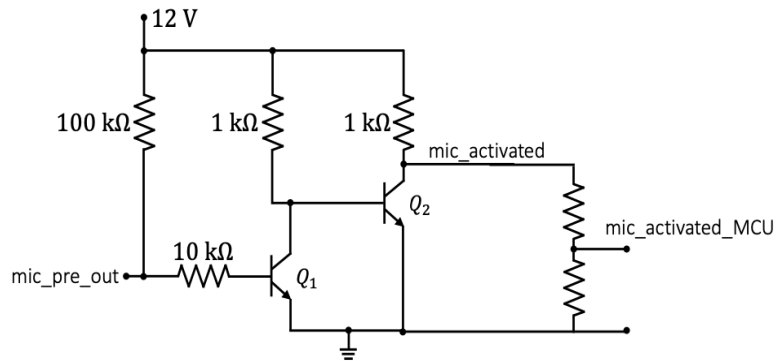 12 V
100 kΩ
1 kΩ
1 kΩ
mic_activated
Q2
mic_activated_MCU
10 kΩ
mic_pre_out
Q1